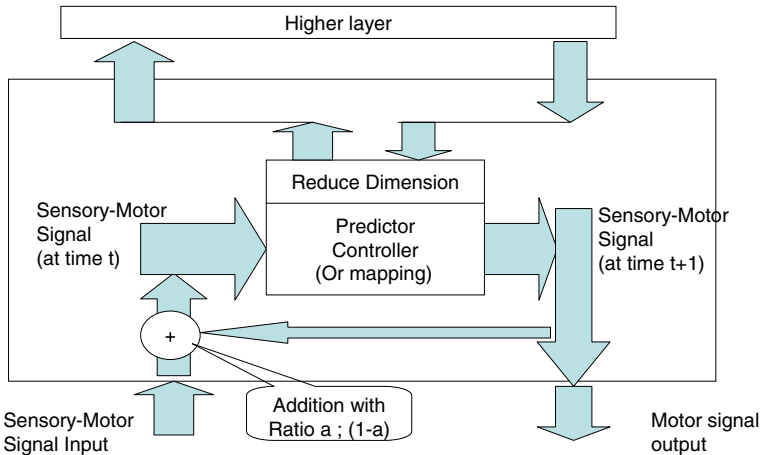 Higher layer
Reduce Dimension
Sensory-Motor
Signal
(at time t)
Predictor
Controller
(Or mapping)
Sensory-Motor
Signal
(at time t+1)
+
Addition with
Ratio a ; (1-a)
Sensory-Motor
Signal Input
Motor signal
output